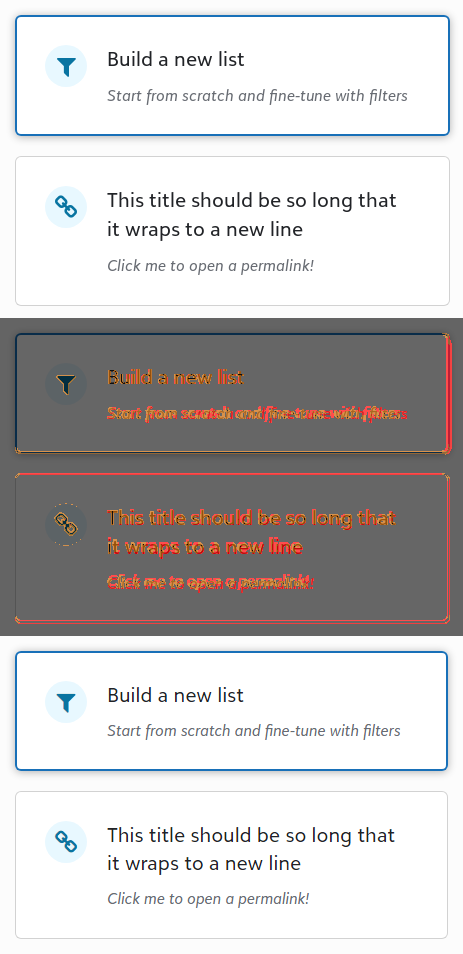 Build a new list
Start from scratch and fine-tune with filters
This title should be so long that
it wraps to a new line
Click me to open a permalink!
Build a new list
Start from scratch and fine-tune with filters
This title should be so long that
it wraps to a new line
Click me to open a permalink!
Build a new list
Start from scratch and fine-tune with filters
This title should be so long that
it wraps to a new line
Click me to open a permalink!